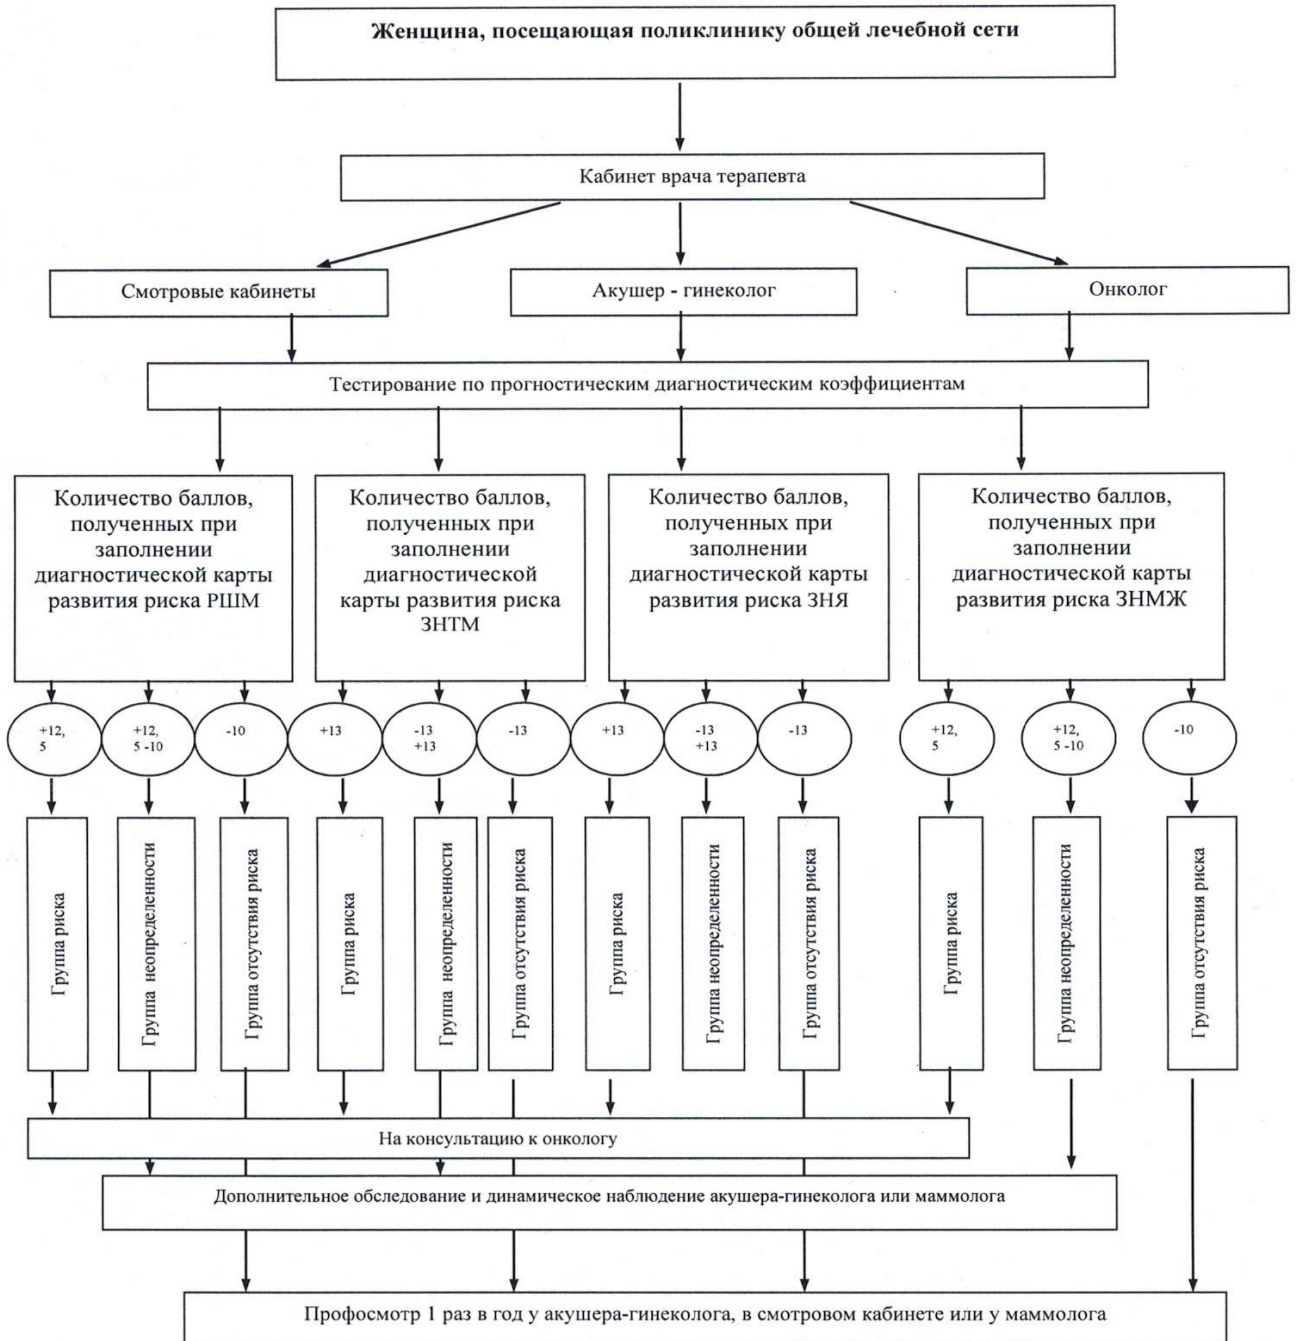 Женщина, посещающая поликлинику общей лечебной сети
Кабинет врача терапевта
Смотровые кабинеты
Акушер - гинеколог
Онколог
Тестирование по прогностическим диагностическим коэффициентам
Количество баллов,
полученных при
заполнении
диагностической карты
развития риска РШМ
Количество баллов,
полученных при
заполнении
диагностической
карты развития риска
ЗНТМ
Количество баллов,
полученных при
заполнении
диагностической карты
развития риска ЗНЯ
Количество баллов,
полученных при
заполнении
диагностической карты
развития риска ЗНМЖ
+12,
5
+12,
5 -10
-10
+13
-13
+13
-13
+13
-13
+13
-13
+12,
5
+12,
5 -10
-10
Группа риска
Группа неопределенности
Группа отсутствия риска
Группа риска
Группа неопределенности
Группа отсутствия риска
Группа риска
Группа неопределенности
Группа отсутствия риска
Группа риска
Группа неопределенности
Группа отсутствия риска
На консультацию к онкологу
Дополнительное обследование и динамическое наблюдение акушера-гинеколога или маммолога
Профосмотр 1 раз в год у акушера-гинеколога, в смотровом кабинете или у маммолога